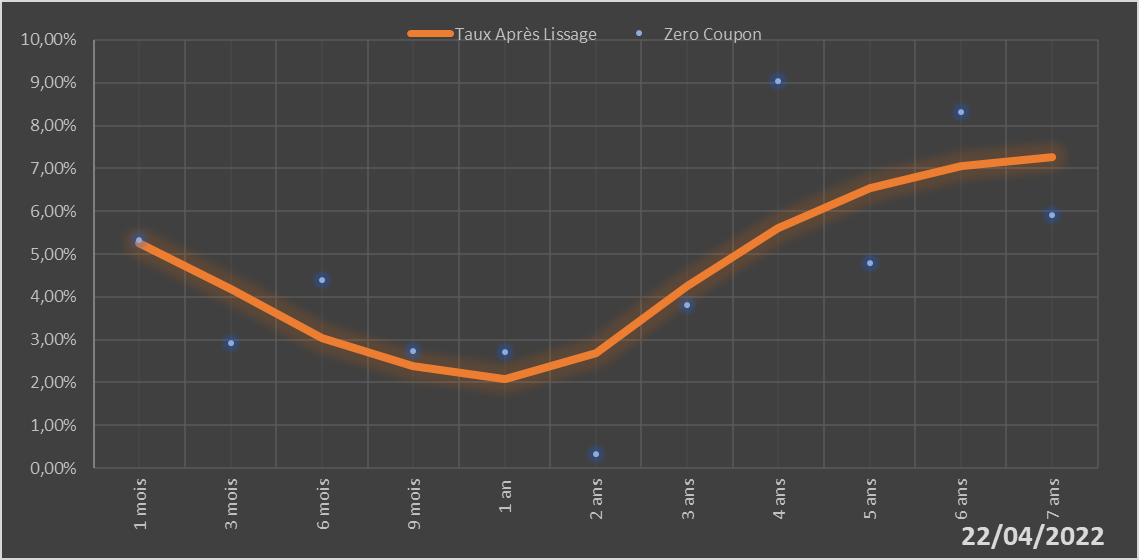 Taux Après Lissage
Zero Coupon
10,00%
9,00%
8,00%
7,00%
6,00%
5,00%
4,00%
3,00%
2,00%
1,00%
0,00%
1 mois
3 mois
6 mois
9 mois
1 an
2 ans
3 ans
4 ans
5 ans
6 ans
7 ans
22/04/2022